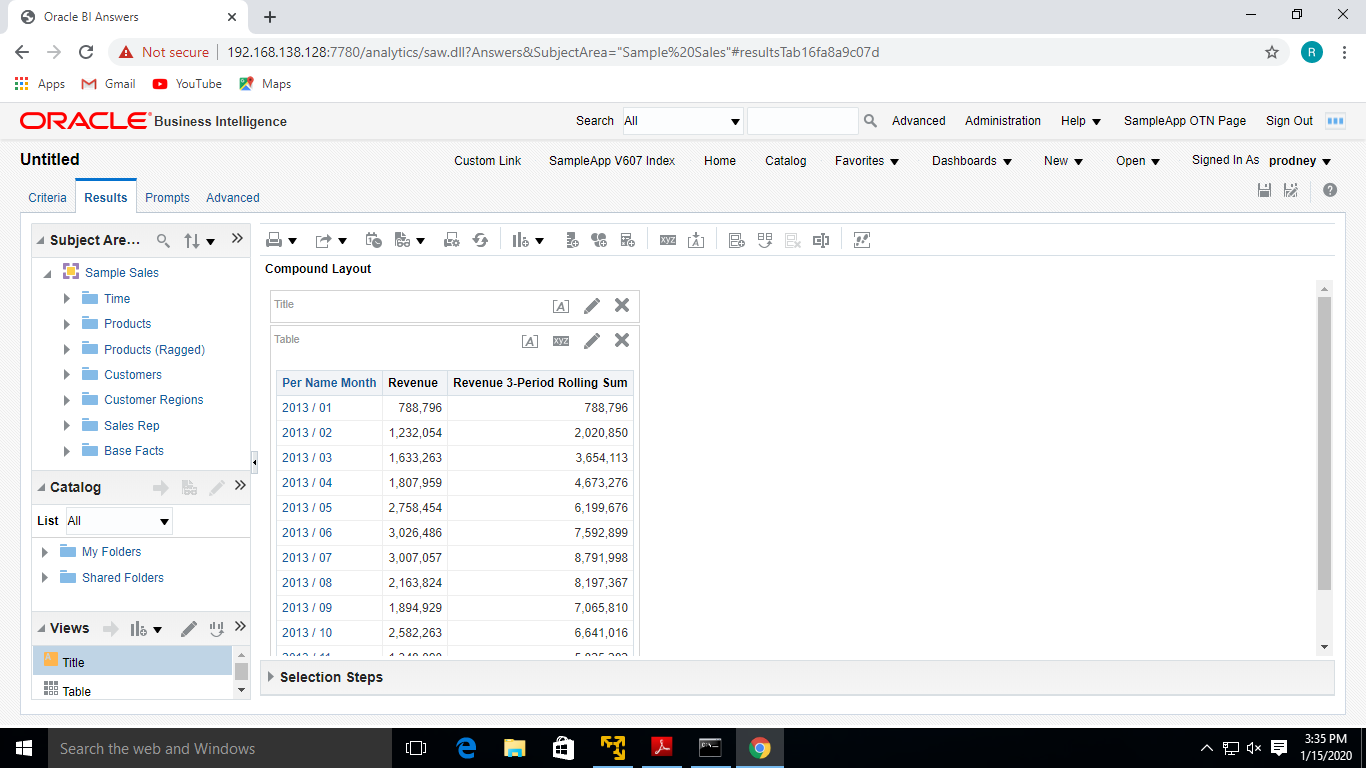 Oracle BI Answers
Not secure 192.168.138.128:7780/analytics/saw.dll?Answers&SubjectArea="Sample%20Sales"#resultsTab16fa8a9c07d R
Apps Gmail YouTube Maps
ORACLE Business Intelligence Search All Advanced Administration Help SampleApp OTN Page Sign Out
Untitled Custom Link SampleApp V607 Index Home Catalog Favorites Dashboards New Open Signed In As prodney
Criteria Results Prompts Advanced
Subject Are...
Sample Sales
Time
Products
Products (Ragged)
Customers
Customer Regions
Sales Rep
Base Facts
Catalog
List All
My Folders
Shared Folders
Views
Title
Table
Compound Layout
Title
Table
Per Name Month Revenue Revenue 3-Period Rolling Sum
2013 / 01 788,796 788,796
2013 / 02 1,232,054 2,020,850
2013 / 03 1,633,263 3,654,113
2013 / 04 1,807,959 4,673,276
2013 / 05 2,758,454 6,199,676
2013 / 06 3,026,486 7,592,899
2013 / 07 3,007,057 8,791,998
2013 / 08 2,163,824 8,197,367
2013 / 09 1,894,929 7,065,810
2013 / 10 2,582,263 6,641,016
Selection Steps
Search the web and Windows
3:35 PM
1/15/2020